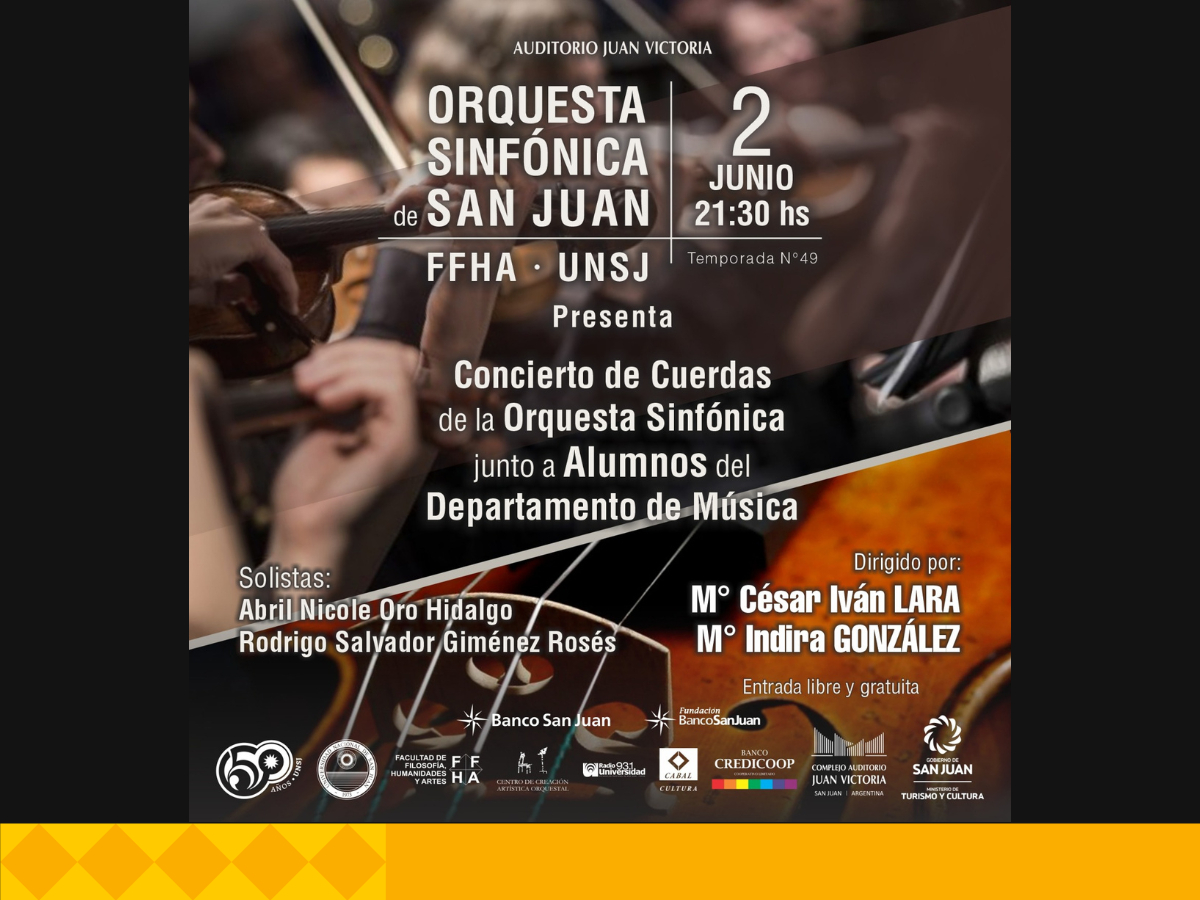 AUDITORIO JUAN VICTORIA
ORQUESTA
SINFÓNICA
de SAN JUAN
FFHA · UNSJ
2
JUNIO
21:30 hs
Temporada N°49
Presenta
Concierto de Cuerdas
de la Orquesta Sinfónica
junto a Alumnos del
Departamento de Música
Solistas:
Abril Nicole Oro Hidalgo
Rodrigo Salvador Giménez Rosés
Dirigido por:
M° César Iván LARA
M° Indira GONZÁLEZ
Entrada libre y gratuita
Banco San Juan
Fundación
BancoSanJuan
50
AÑOS · UNSJ
FACULTAD DE
FILOSOFÍA,
HUMANIDADES
Y ARTES
FF
HA
CENTRO DE CREACIÓN
ARTÍSTICA ORQUESTAL
Radio 93.1
Universidad
CABAL
CULTURA
BANCO
CREDICOOP
COMPLEJO AUDITORIO
JUAN VICTORIA
SAN JUAN | ARGENTINA
GOBIERNO DE
SAN JUAN
MINISTERIO DE
TURISMO Y CULTURA